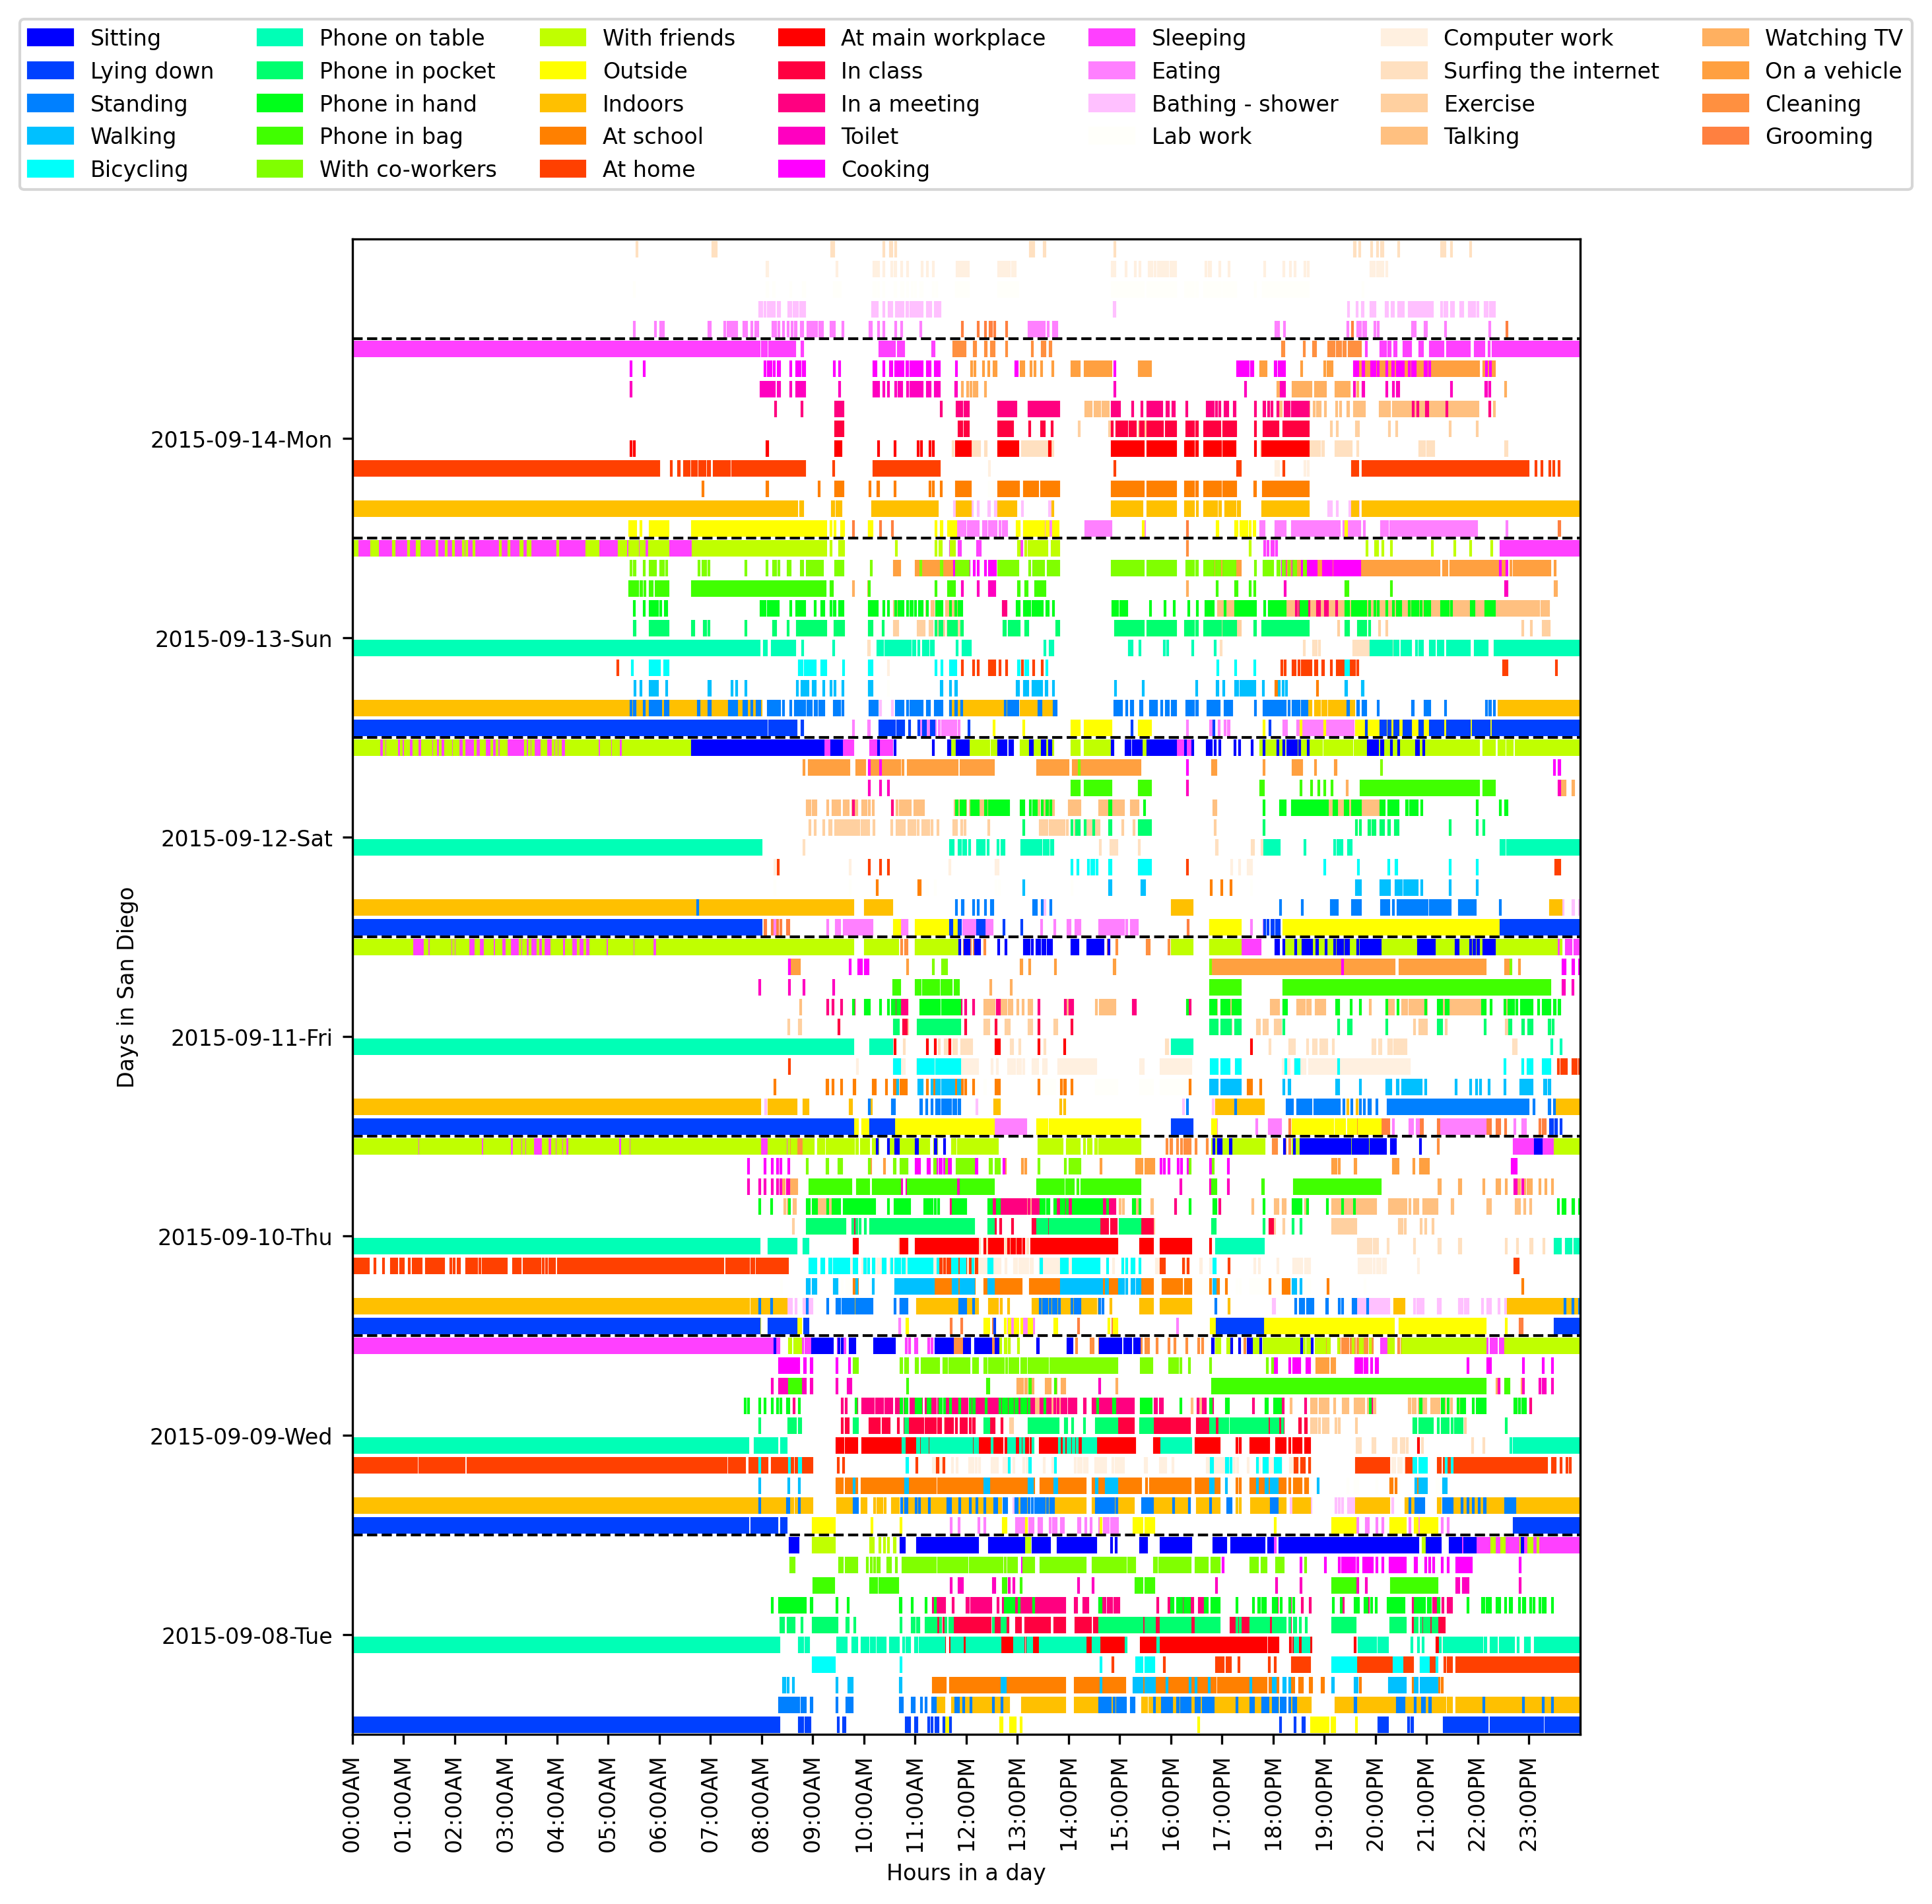 Sitting
Lying down
Standing
Walking
Bicycling
Phone on table
Phone in pocket
Phone in hand
Phone in bag
With co-workers
With friends
Outside
Indoors
At school
At home
At main workplace
In class
In a meeting
Toilet
Cooking
Sleeping
Eating
Bathing - shower
Lab work
Computer work
Surfing the internet
Exercise
Talking
Watching TV
On a vehicle
Cleaning
Grooming
Days in San Diego
2015-09-14-Mon
2015-09-13-Sun
2015-09-12-Sat
2015-09-11-Fri
2015-09-10-Thu
2015-09-09-Wed
2015-09-08-Tue
00:00AM
01:00AM
02:00AM
03:00AM
04:00AM
05:00AM
06:00AM
07:00AM
08:00AM
09:00AM
10:00AM
11:00AM
12:00PM
13:00PM
14:00PM
15:00PM
16:00PM
17:00PM
18:00PM
19:00PM
20:00PM
21:00PM
22:00PM
23:00PM
Hours in a day